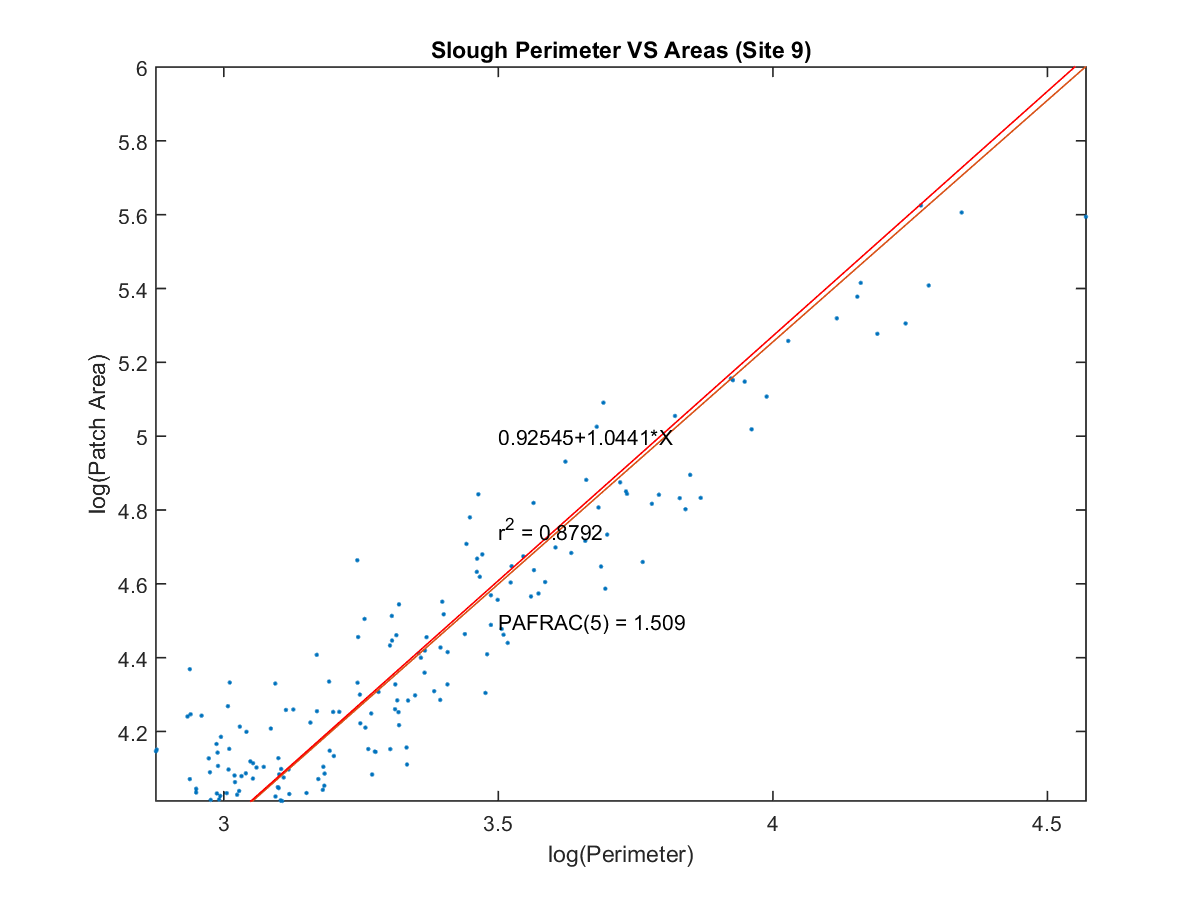 Slough Perimeter VS Areas (Site 9)
6
5.8
5.6
5.4
5.2
5
4.8
4.6
4.4
4.2
log(Patch Area)
0.92545+1.0441*X
r2 = 0.8792
PAFRAC(5) = 1.509
3
3.5
4
4.5
log(Perimeter)